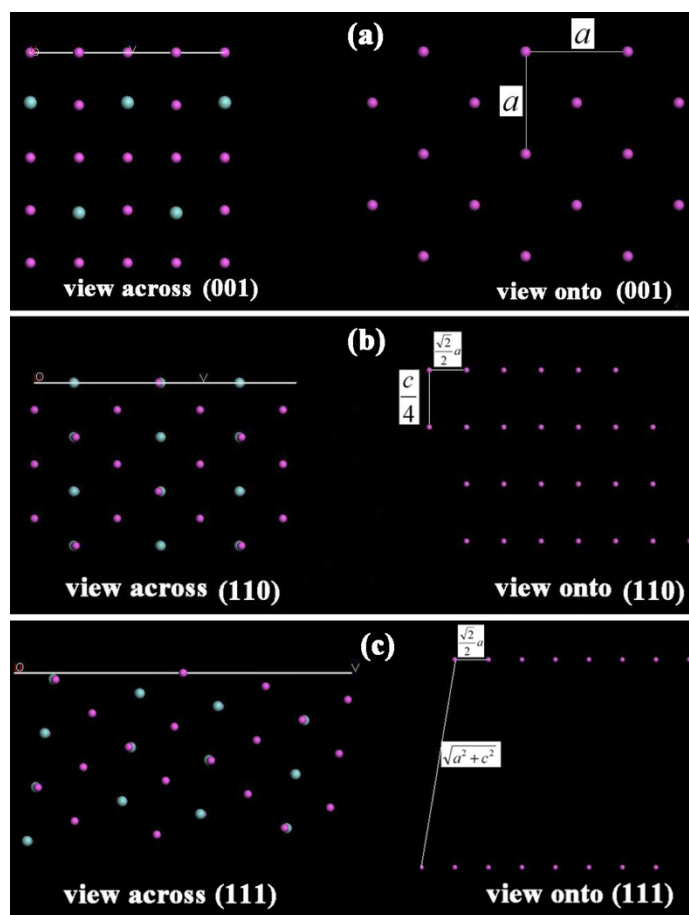 (a)
O V
a
a
view across (001)
view onto (001)
(b)
O V
√2/2 a
c/4
view across (110)
view onto (110)
(c)
O V
√2/2 a
√a² + c²
view across (111)
view onto (111)